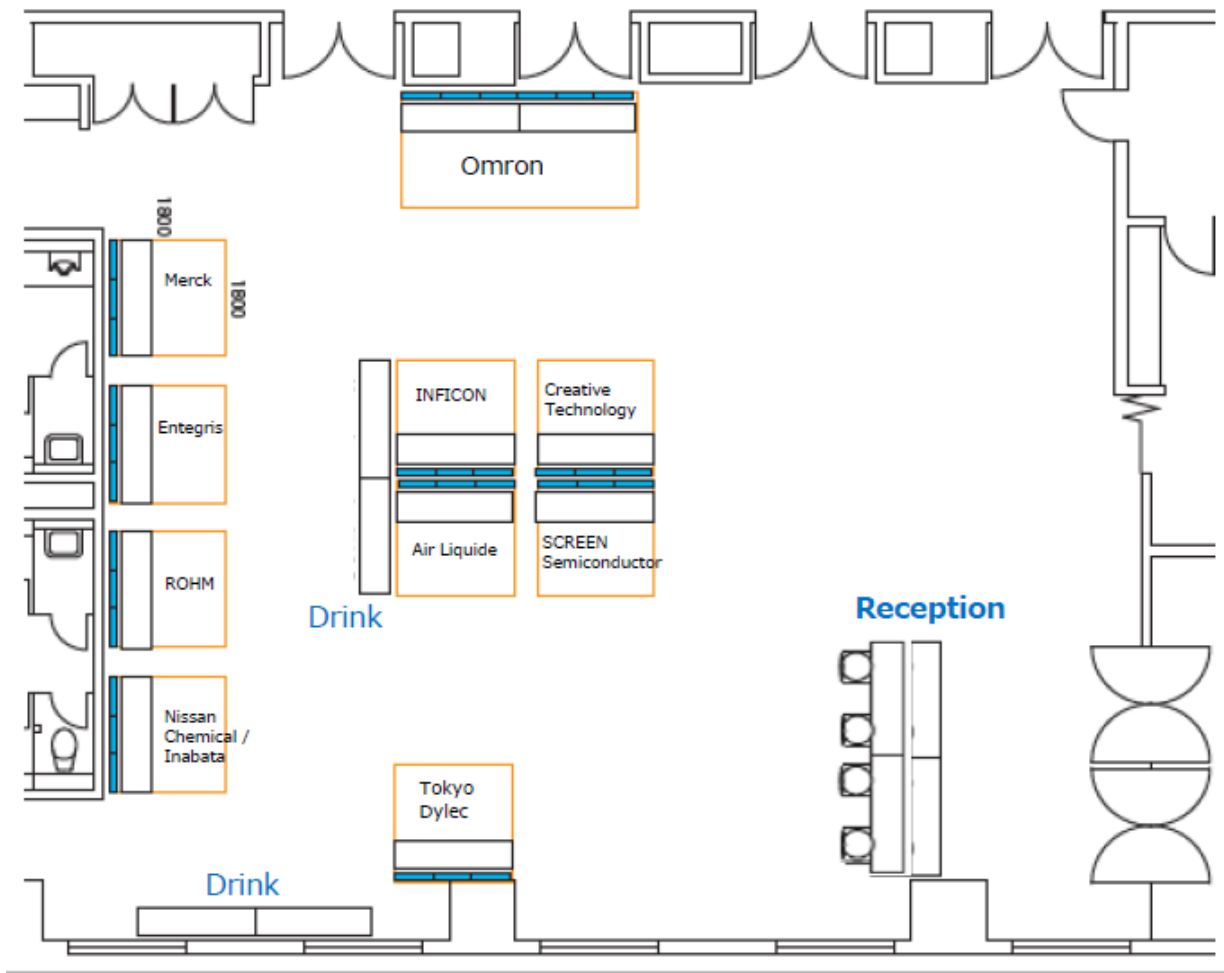 Omron
1800
Merck
1800
INFICON
Creative
Technology
Entegris
Air Liquide
SCREEN
Semiconductor
ROHM
Drink
Reception
Nissan
Chemical /
Inabata
Tokyo
Dylec
Drink